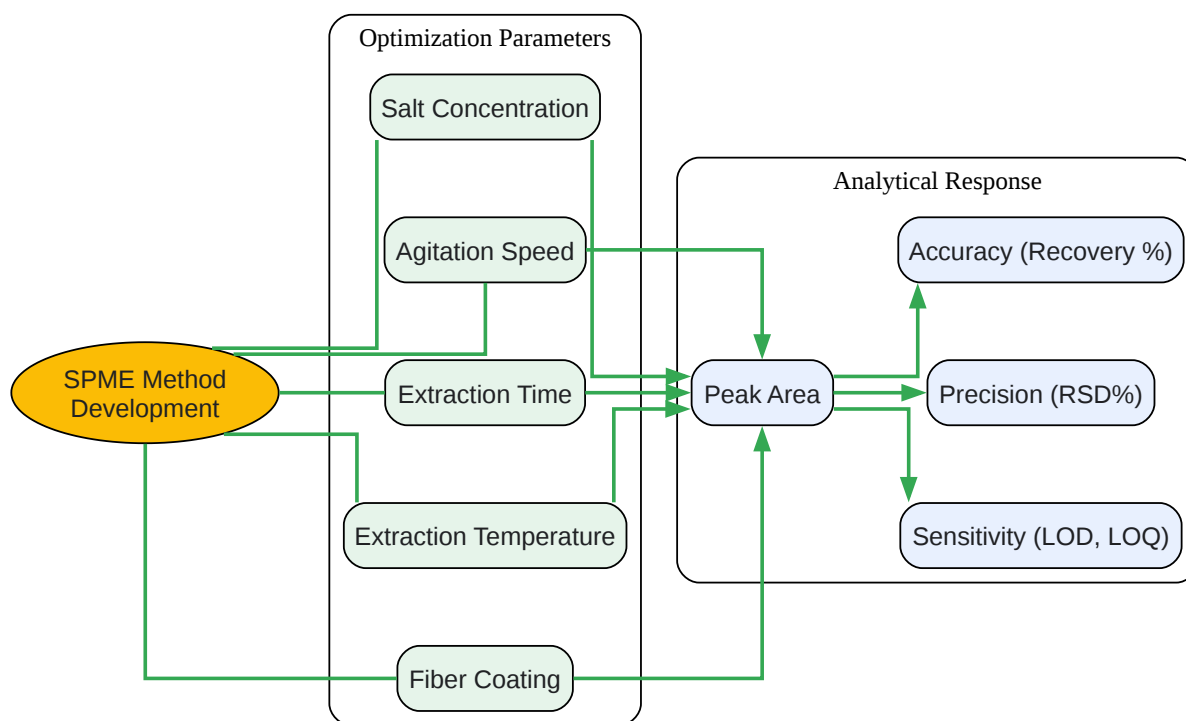 Optimization Parameters
Salt Concentration
Agitation Speed
Extraction Time
Extraction Temperature
Fiber Coating
SPME Method
Development
Analytical Response
Peak Area
Accuracy (Recovery %)
Precision (RSD%)
Sensitivity (LOD, LOQ)